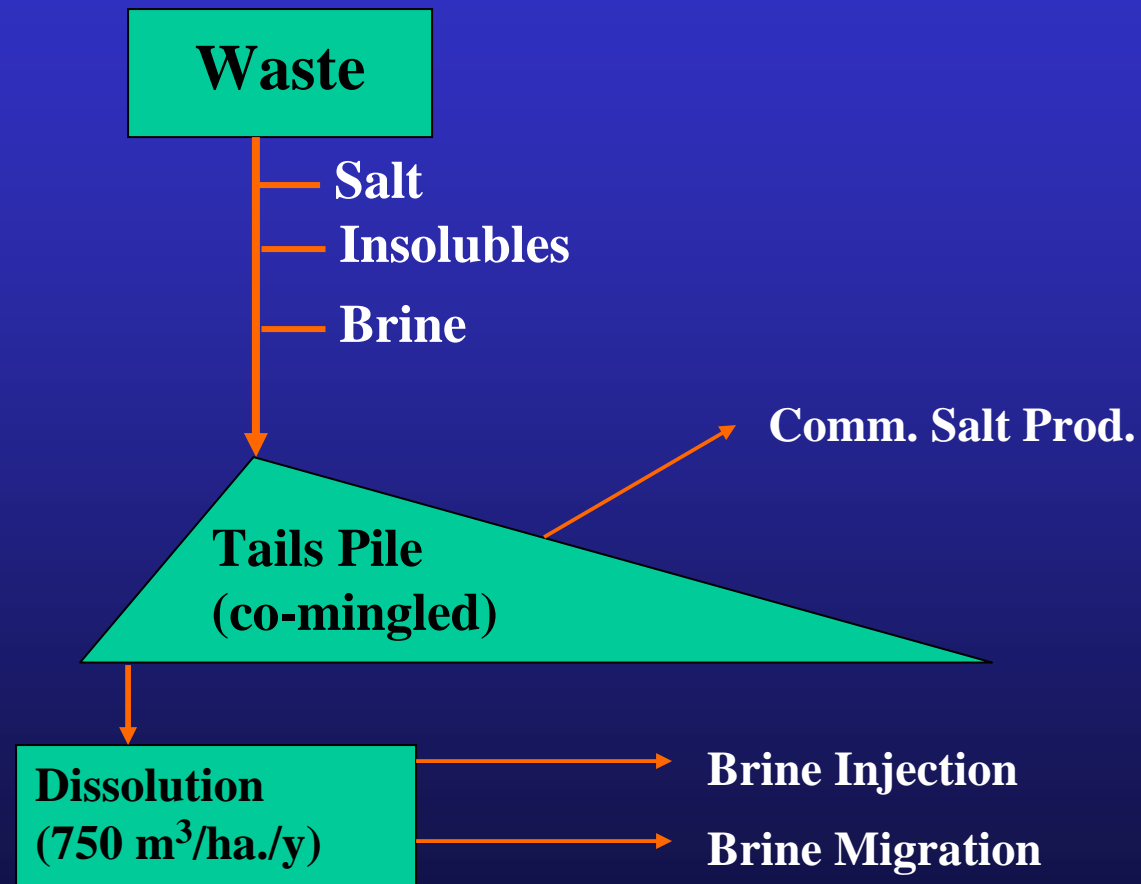 Waste
Salt
Insolubles
Brine
Comm. Salt Prod.
Tails Pile
(co-mingled)
Dissolution
(750 m³/ha./y)
Brine Injection
Brine Migration